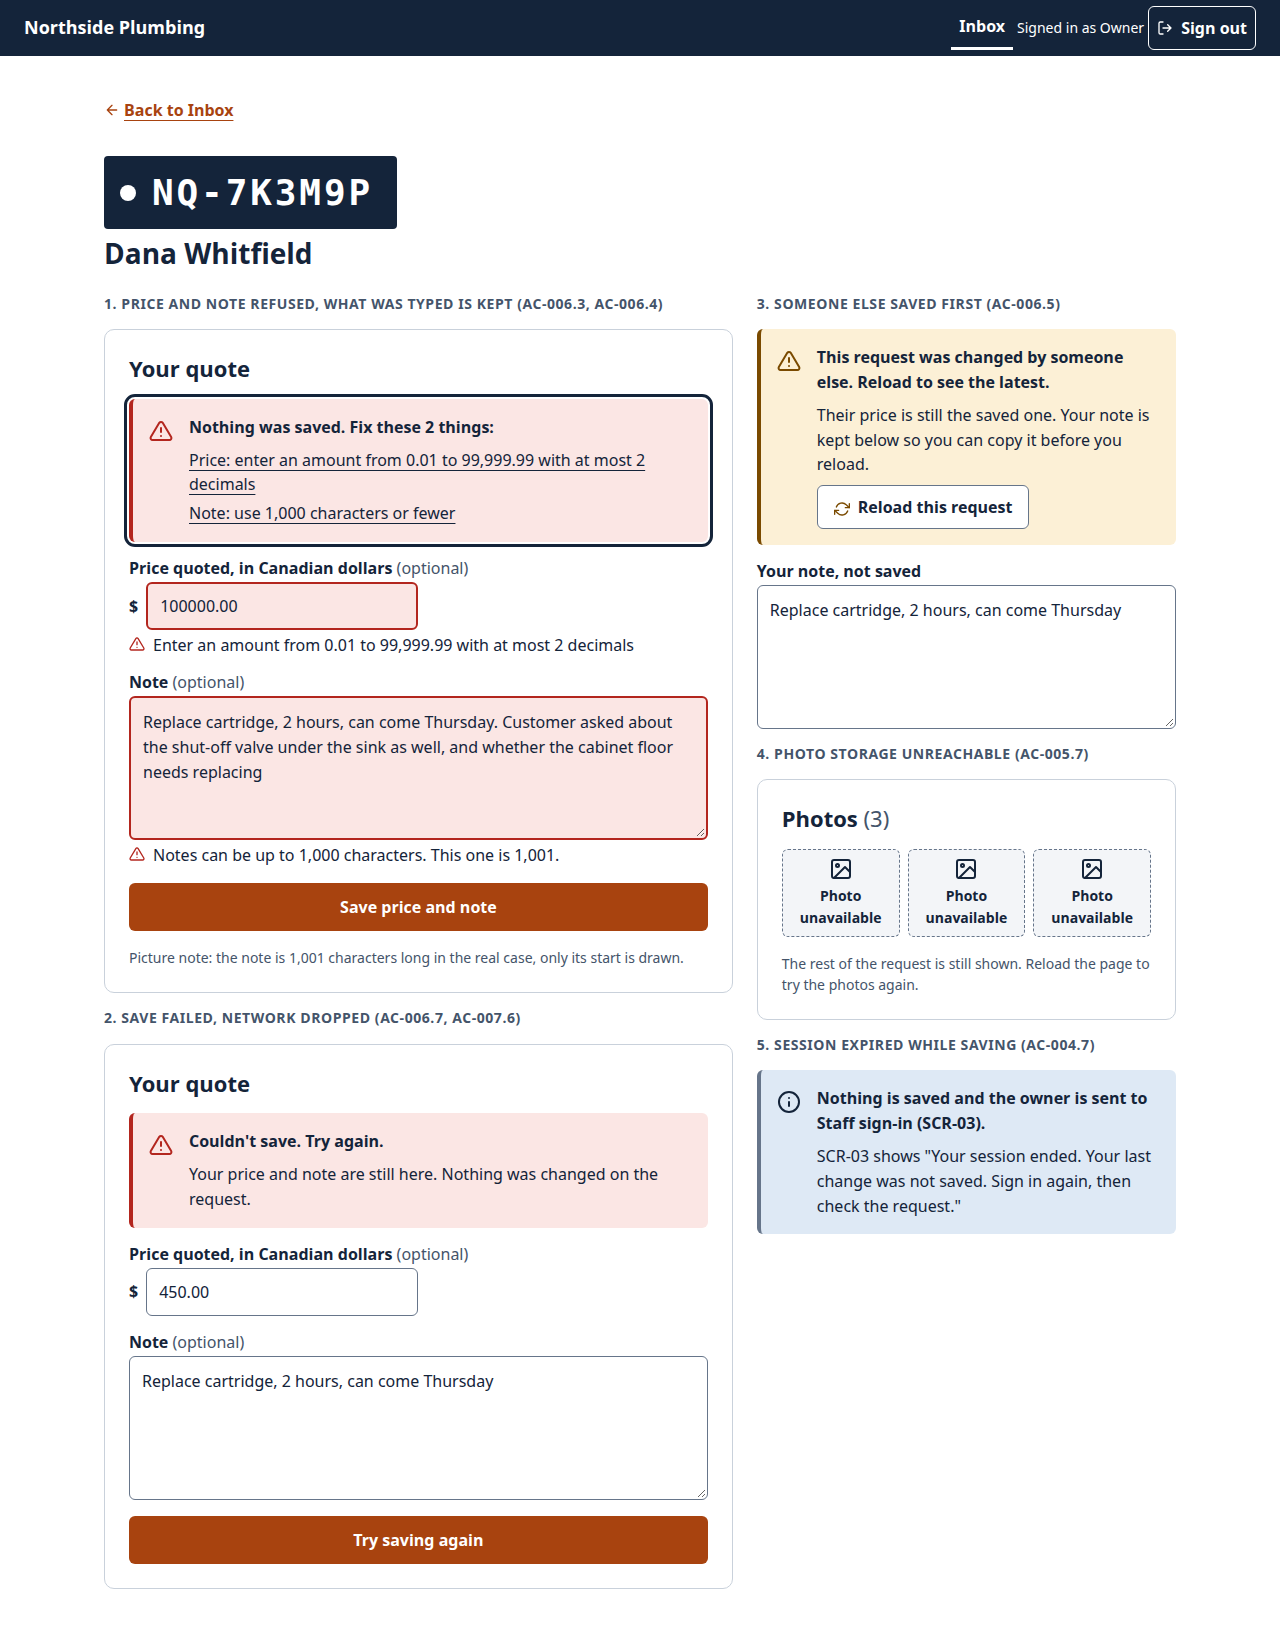 Northside Plumbing
Inbox
Signed in as Owner
Sign out
Back to Inbox
NQ-7K3M9P
Dana Whitfield
1. PRICE AND NOTE REFUSED, WHAT WAS TYPED IS KEPT (AC-006.3, AC-006.4)
Your quote
Nothing was saved. Fix these 2 things:
Price: enter an amount from 0.01 to 99,999.99 with at most 2
decimals
Note: use 1,000 characters or fewer
Price quoted, in Canadian dollars (optional)
$ 100000.00
Enter an amount from 0.01 to 99,999.99 with at most 2 decimals
Note (optional)
Replace cartridge, 2 hours, can come Thursday. Customer asked about
the shut-off valve under the sink as well, and whether the cabinet floor
needs replacing
Notes can be up to 1,000 characters. This one is 1,001.
Save price and note
Picture note: the note is 1,001 characters long in the real case, only its start is drawn.
2. SAVE FAILED, NETWORK DROPPED (AC-006.7, AC-007.6)
Your quote
Couldn't save. Try again.
Your price and note are still here. Nothing was changed on the
request.
Price quoted, in Canadian dollars (optional)
$ 450.00
Note (optional)
Replace cartridge, 2 hours, can come Thursday
Try saving again
3. SOMEONE ELSE SAVED FIRST (AC-006.5)
This request was changed by someone
else. Reload to see the latest.
Their price is still the saved one. Your note is
kept below so you can copy it before you
reload.
Reload this request
Your note, not saved
Replace cartridge, 2 hours, can come Thursday
4. PHOTO STORAGE UNREACHABLE (AC-005.7)
Photos (3)
Photo
unavailable
Photo
unavailable
Photo
unavailable
The rest of the request is still shown. Reload the page to
try the photos again.
5. SESSION EXPIRED WHILE SAVING (AC-004.7)
Nothing is saved and the owner is sent to
Staff sign-in (SCR-03).
SCR-03 shows "Your session ended. Your last
change was not saved. Sign in again, then
check the request."